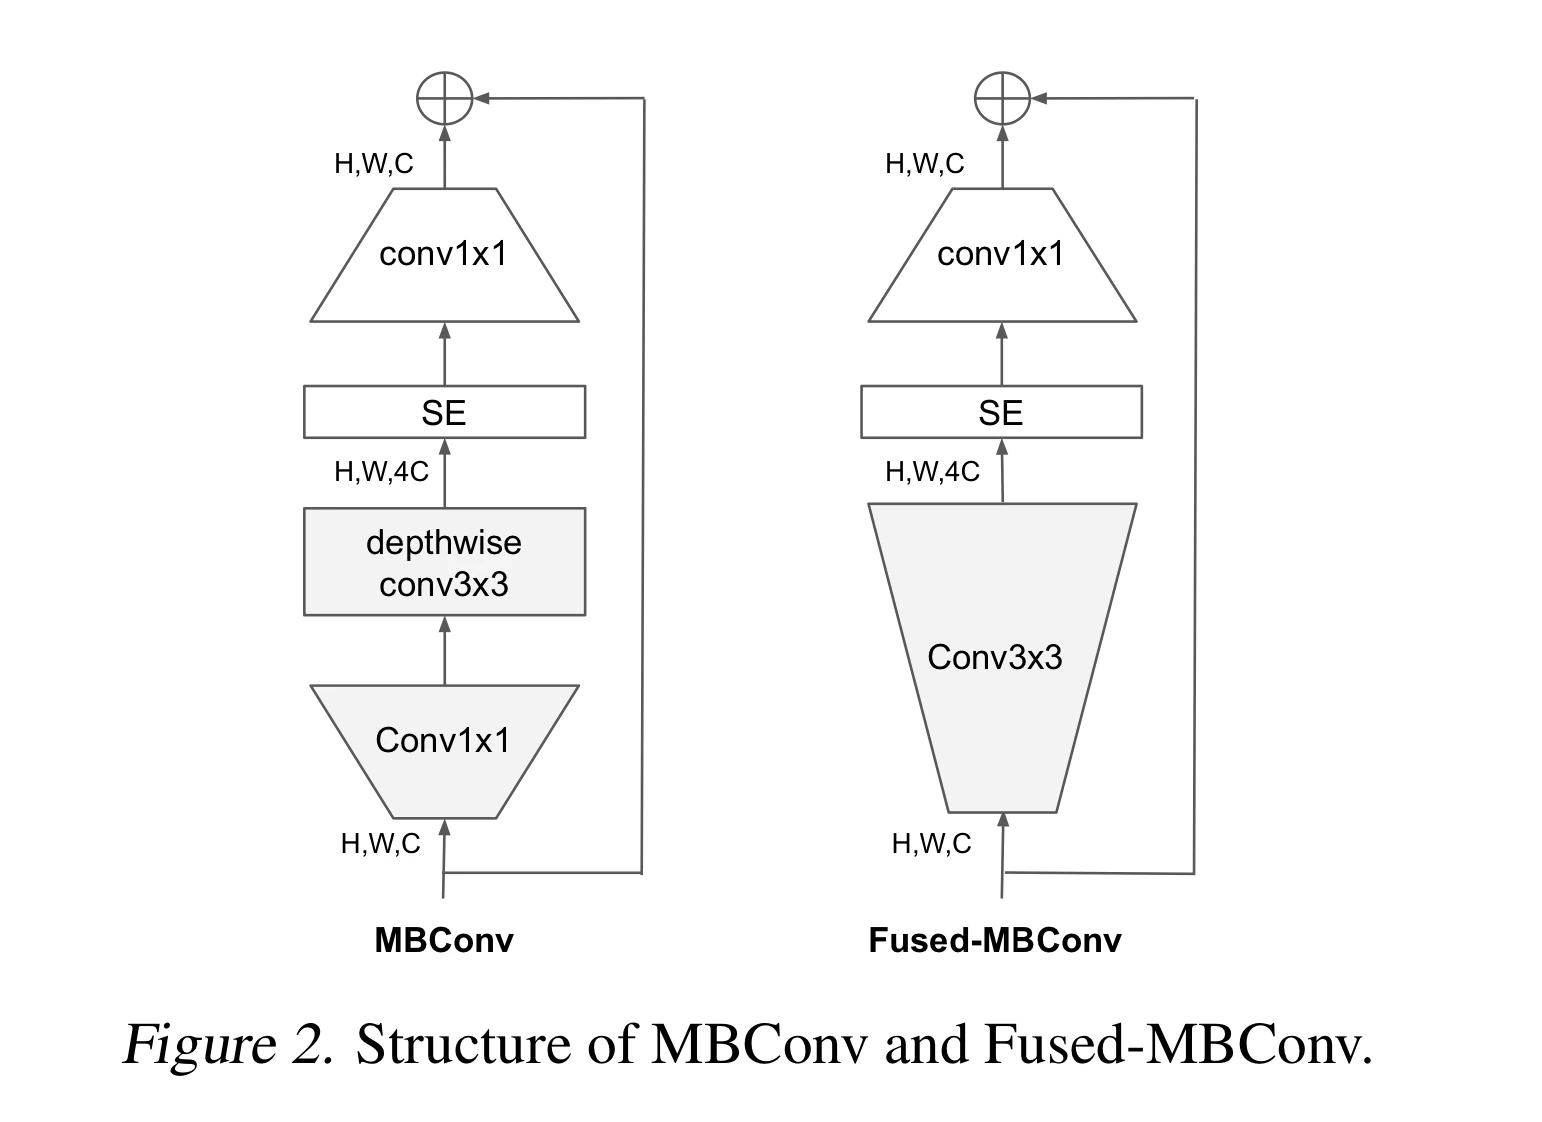 H,W,C
conv1x1
SE
H,W,4C
depthwise
conv3x3
Conv1x1
H,W,C
MBConv
H,W,C
conv1x1
SE
H,W,4C
Conv3x3
H,W,C
Fused-MBConv
Figure 2. Structure of MBConv and Fused-MBConv.